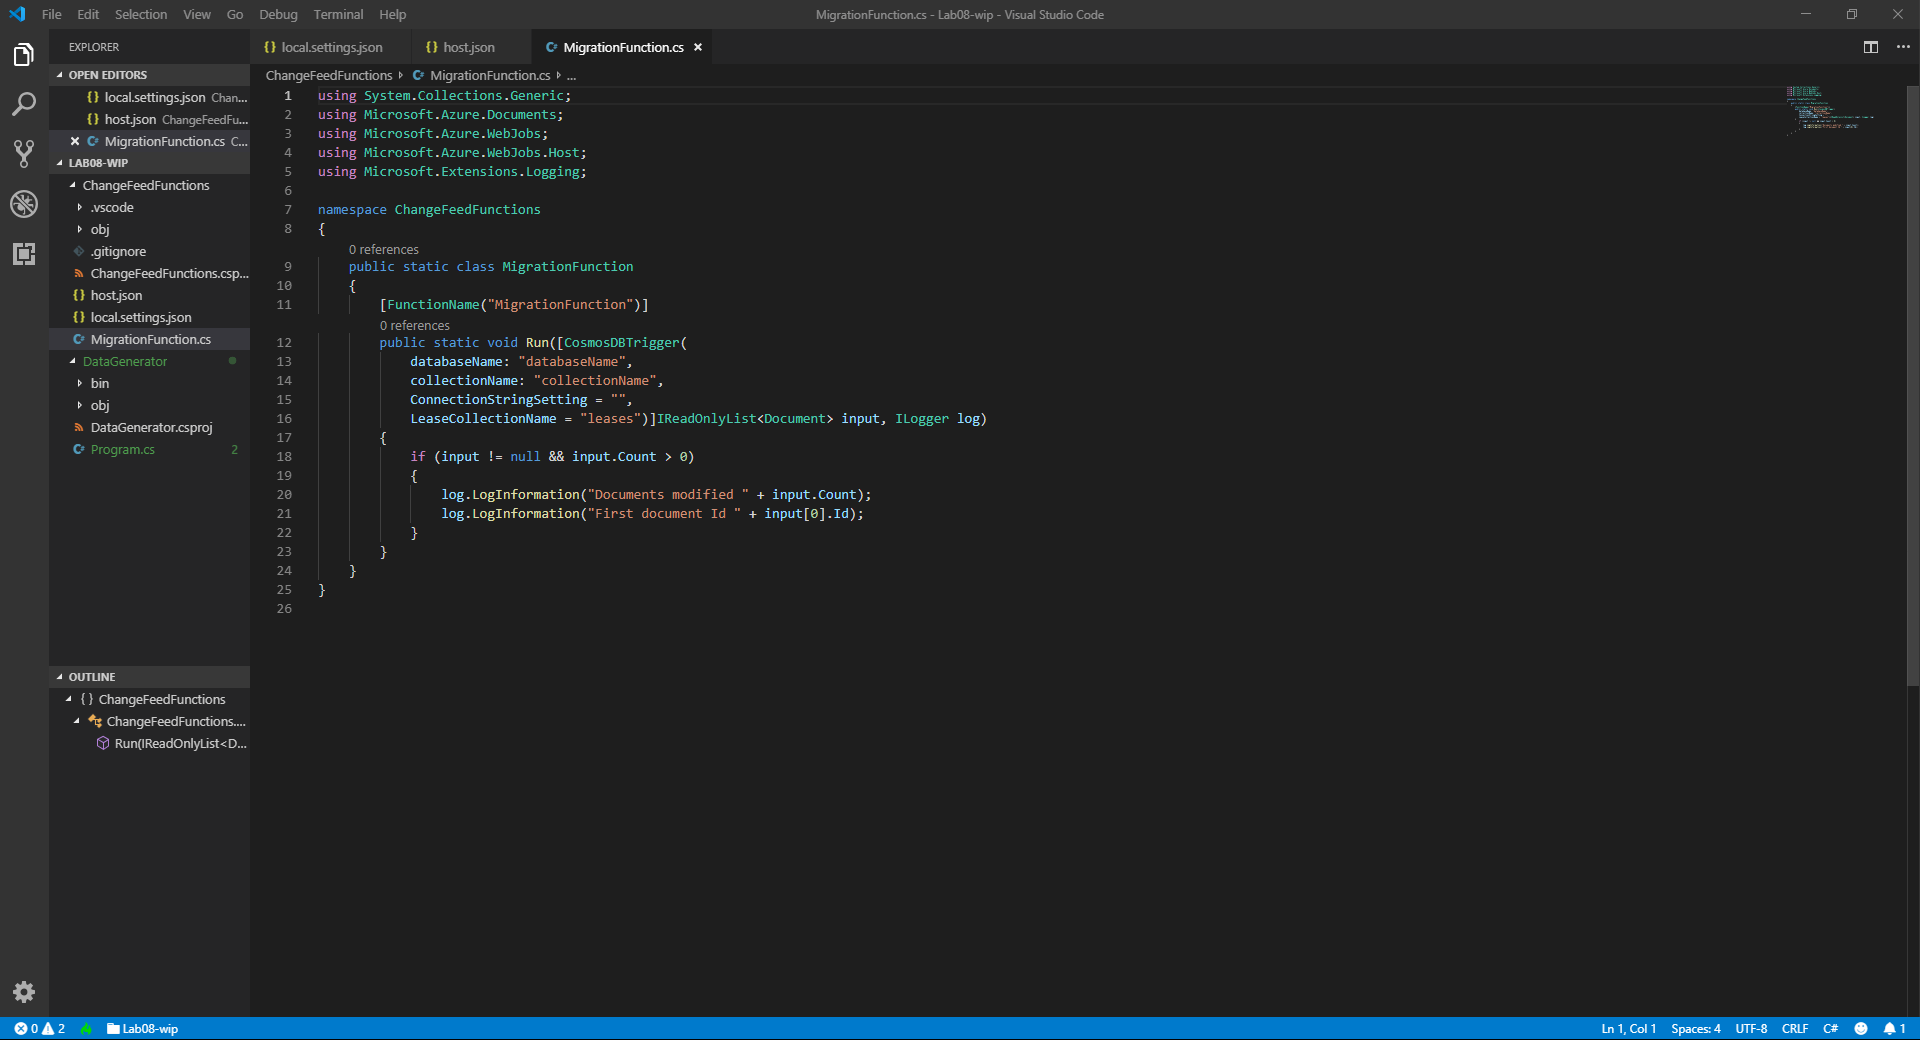 File Edit Selection View Go Debug Terminal Help
MigrationFunction.cs - Lab08-wip - Visual Studio Code
EXPLORER
OPEN EDITORS
{} local.settings.json Chan...
{} host.json ChangeFeedFu...
× C# MigrationFunction.cs C...
LAB08-WIP
ChangeFeedFunctions
.vscode
obj
.gitignore
ChangeFeedFunctions.csp...
{} host.json
{} local.settings.json
C# MigrationFunction.cs
DataGenerator
bin
obj
DataGenerator.csproj
C# Program.cs 2
OUTLINE
{} ChangeFeedFunctions
ChangeFeedFunctions....
Run(IReadOnlyList<D...
{} local.settings.json {} host.json C# MigrationFunction.cs ×
ChangeFeedFunctions C# MigrationFunction.cs ...
1 using System.Collections.Generic;
2 using Microsoft.Azure.Documents;
3 using Microsoft.Azure.WebJobs;
4 using Microsoft.Azure.WebJobs.Host;
5 using Microsoft.Extensions.Logging;
6
7 namespace ChangeFeedFunctions
8 {
0 references
9 public static class MigrationFunction
10 {
11 [FunctionName("MigrationFunction")]
0 references
12 public static void Run([CosmosDBTrigger(
13 databaseName: "databaseName",
14 collectionName: "collectionName",
15 ConnectionStringSetting = "",
16 LeaseCollectionName = "leases")]IReadOnlyList<Document> input, ILogger log)
17 {
18 if (input != null && input.Count > 0)
19 {
20 log.LogInformation("Documents modified " + input.Count);
21 log.LogInformation("First document Id " + input[0].Id);
22 }
23 }
24 }
25 }
26
0 2 Lab08-wip
Ln 1, Col 1 Spaces: 4 UTF-8 CRLF C# 1